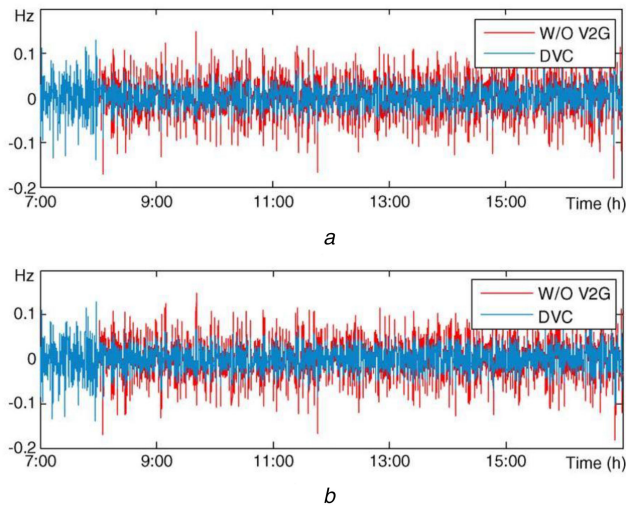 Hz
W/O V2G
DVC
0.1
0
-0.1
-0.2
7:00 9:00 11:00 13:00 15:00 Time (h)
a
Hz
W/O V2G
DVC
0.1
0
-0.1
-0.2
7:00 9:00 11:00 13:00 15:00 Time (h)
b